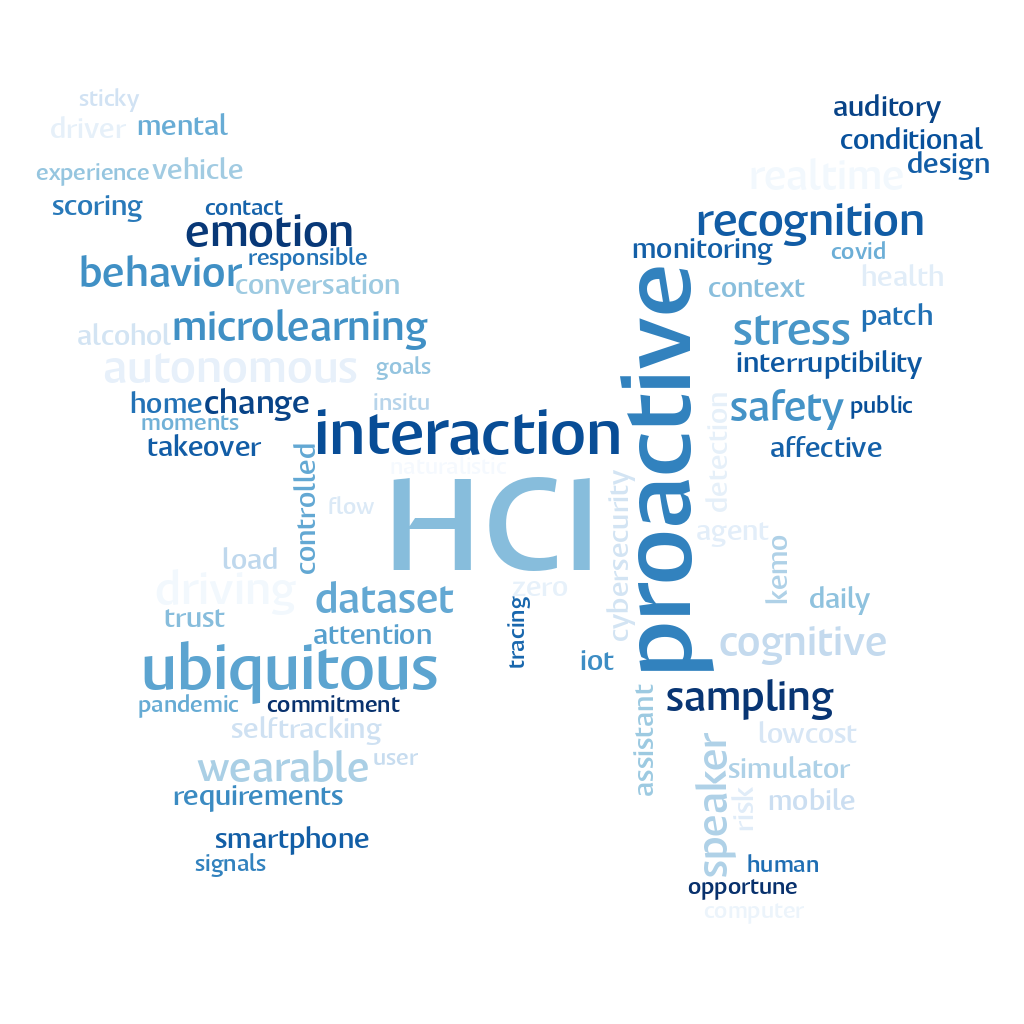 sticky
auditory
driver
mental
conditional
experience
vehicle
design
realtime
scoring
contact
emotion
recognition
responsible
monitoring
covid
behavior
conversation
context
health
alcohol
microlearning
stress
patch
autonomous
goals
interruptibility
home
change
insitu
safety
public
moments
takeover
interaction
proactive
detection
affective
controlled
naturalistic
flow
HCI
cybersecurity
agent
load
driving
zero
kemo
daily
trust
dataset
attention
tracing
iot
cognitive
ubiquitous
pandemic
commitment
sampling
selftracking
assistant
lowcost
wearable
user
speaker
simulator
requirements
risk
mobile
smartphone
signals
human
opportune
computer